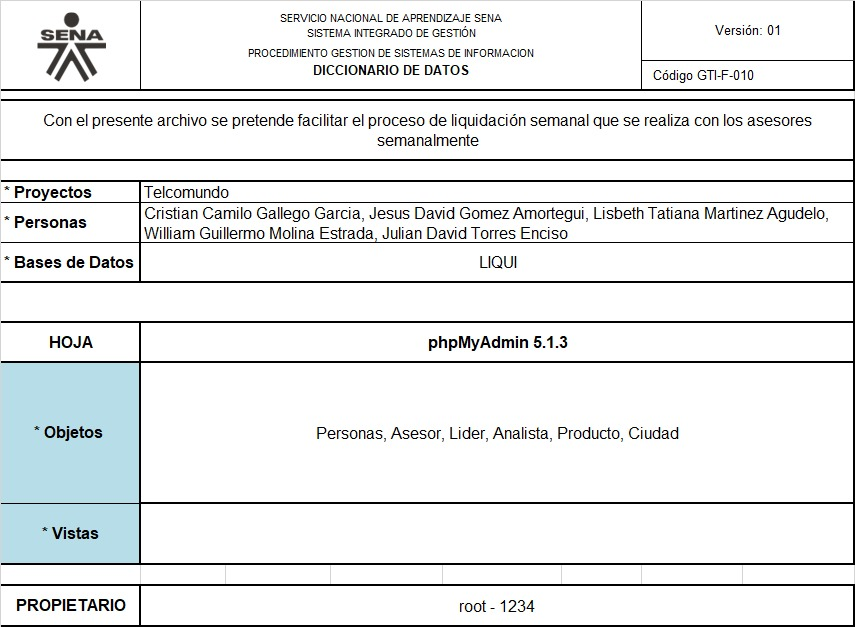 SENA
SERVICIO NACIONAL DE APRENDIZAJE SENA
SISTEMA INTEGRADO DE GESTIÓN
PROCEDIMIENTO GESTION DE SISTEMAS DE INFORMACION
DICCIONARIO DE DATOS
Versión: 01
Código GTI-F-010
Con el presente archivo se pretende facilitar el proceso de liquidación semanal que se realiza con los asesores
semanalmente
* Proyectos
Telcomundo
* Personas
Cristian Camilo Gallego Garcia, Jesus David Gomez Amortegui, Lisbeth Tatiana Martinez Agudelo,
William Guillermo Molina Estrada, Julian David Torres Enciso
* Bases de Datos
LIQUI
HOJA
phpMyAdmin 5.1.3
* Objetos
Personas, Asesor, Lider, Analista, Producto, Ciudad
* Vistas
PROPIETARIO
root - 1234